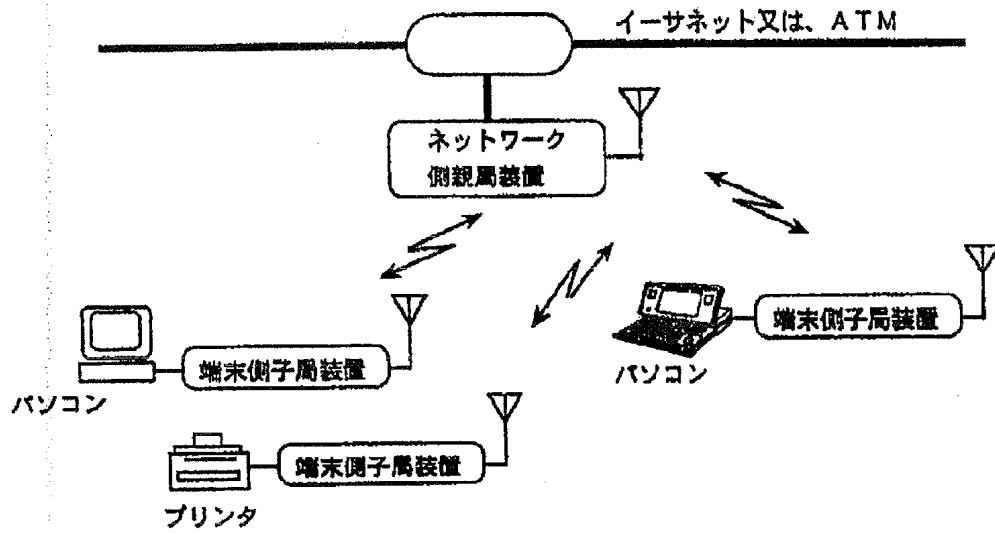 イーサネット又は、ATM
ネットワーク
側親局装置
端末側子局装置
パソコン
端末側子局装置
パソコン
端末側子局装置
プリンタ